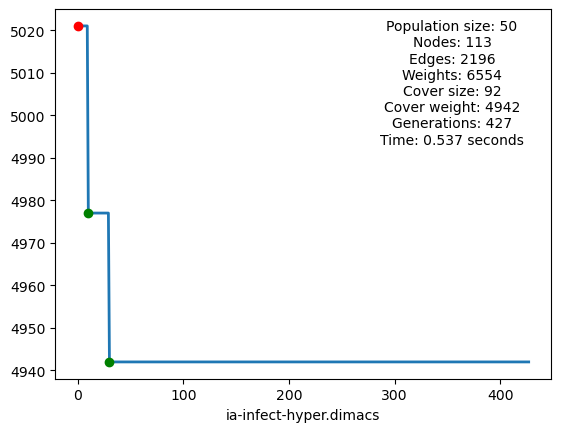 Population size: 50
Nodes: 113
Edges: 2196
Weights: 6554
Cover size: 92
Cover weight: 4942
Generations: 427
Time: 0.537 seconds
5020
5010
5000
4990
4980
4970
4960
4950
4940
0 100 200 300 400
ia-infect-hyper.dimacs